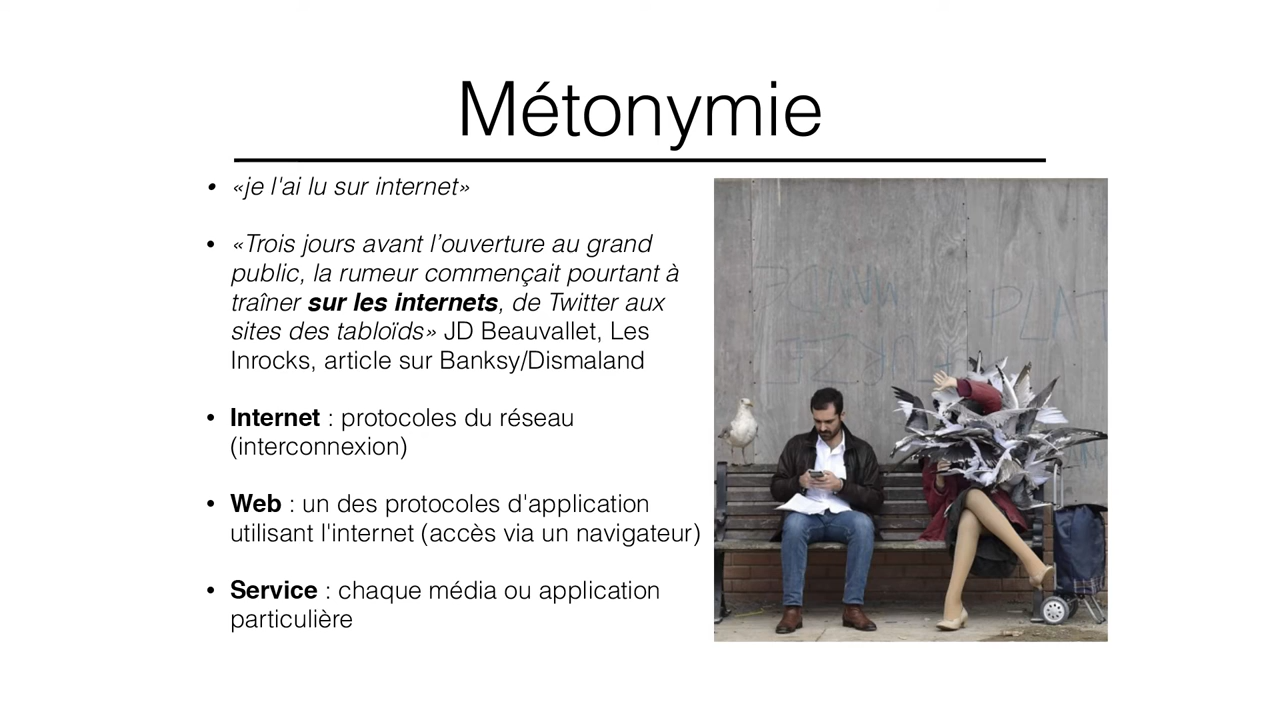 Métonymie
• «je l'ai lu sur internet»
• «Trois jours avant l’ouverture au grand
public, la rumeur commençait pourtant à
traîner sur les internets, de Twitter aux
sites des tabloïds» JD Beauvallet, Les
Inrocks, article sur Banksy/Dismaland
• Internet : protocoles du réseau
(interconnexion)
• Web : un des protocoles d'application
utilisant l'internet (accès via un navigateur)
• Service : chaque média ou application
particulière
PLAT